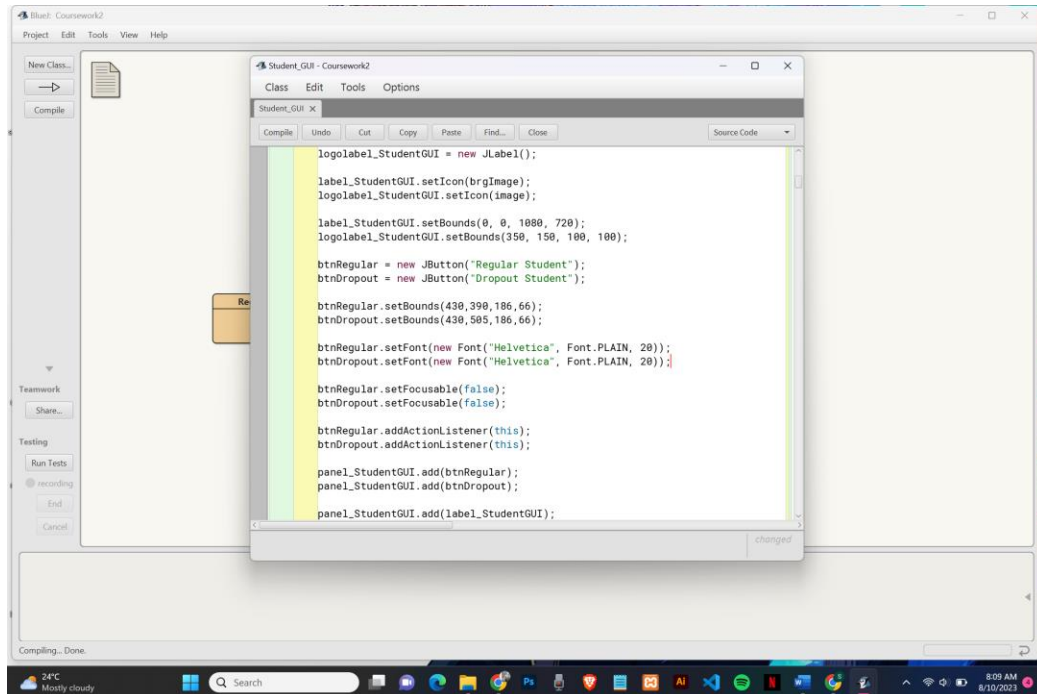 BlueJ: Coursework2
Project Edit Tools View Help
New Class...
Compile
Teamwork
Share...
Testing
Run Tests
recording
End
Cancel
Re
Student_GUI - Coursework2
Class Edit Tools Options
Student_GUI X
Compile Undo Cut Copy Paste Find... Close Source Code
logolabel_StudentGUI = new JLabel();
label_StudentGUI.setIcon(brgImage);
logolabel_StudentGUI.setIcon(image);
label_StudentGUI.setBounds(0, 0, 1080, 720);
logolabel_StudentGUI.setBounds(350, 150, 100, 100);
btnRegular = new JButton("Regular Student");
btnDropout = new JButton("Dropout Student");
btnRegular.setBounds(430,390,186,66);
btnDropout.setBounds(430,505,186,66);
btnRegular.setFont(new Font("Helvetica", Font.PLAIN, 20));
btnDropout.setFont(new Font("Helvetica", Font.PLAIN, 20));
btnRegular.setFocusable(false);
btnDropout.setFocusable(false);
btnRegular.addActionListener(this);
btnDropout.addActionListener(this);
panel_StudentGUI.add(btnRegular);
panel_StudentGUI.add(btnDropout);
panel_StudentGUI.add(label_StudentGUI);
changed
Compiling... Done.
24°C
Mostly cloudy
Search
Ps
Ai
N
W
8:09 AM
8/10/2023